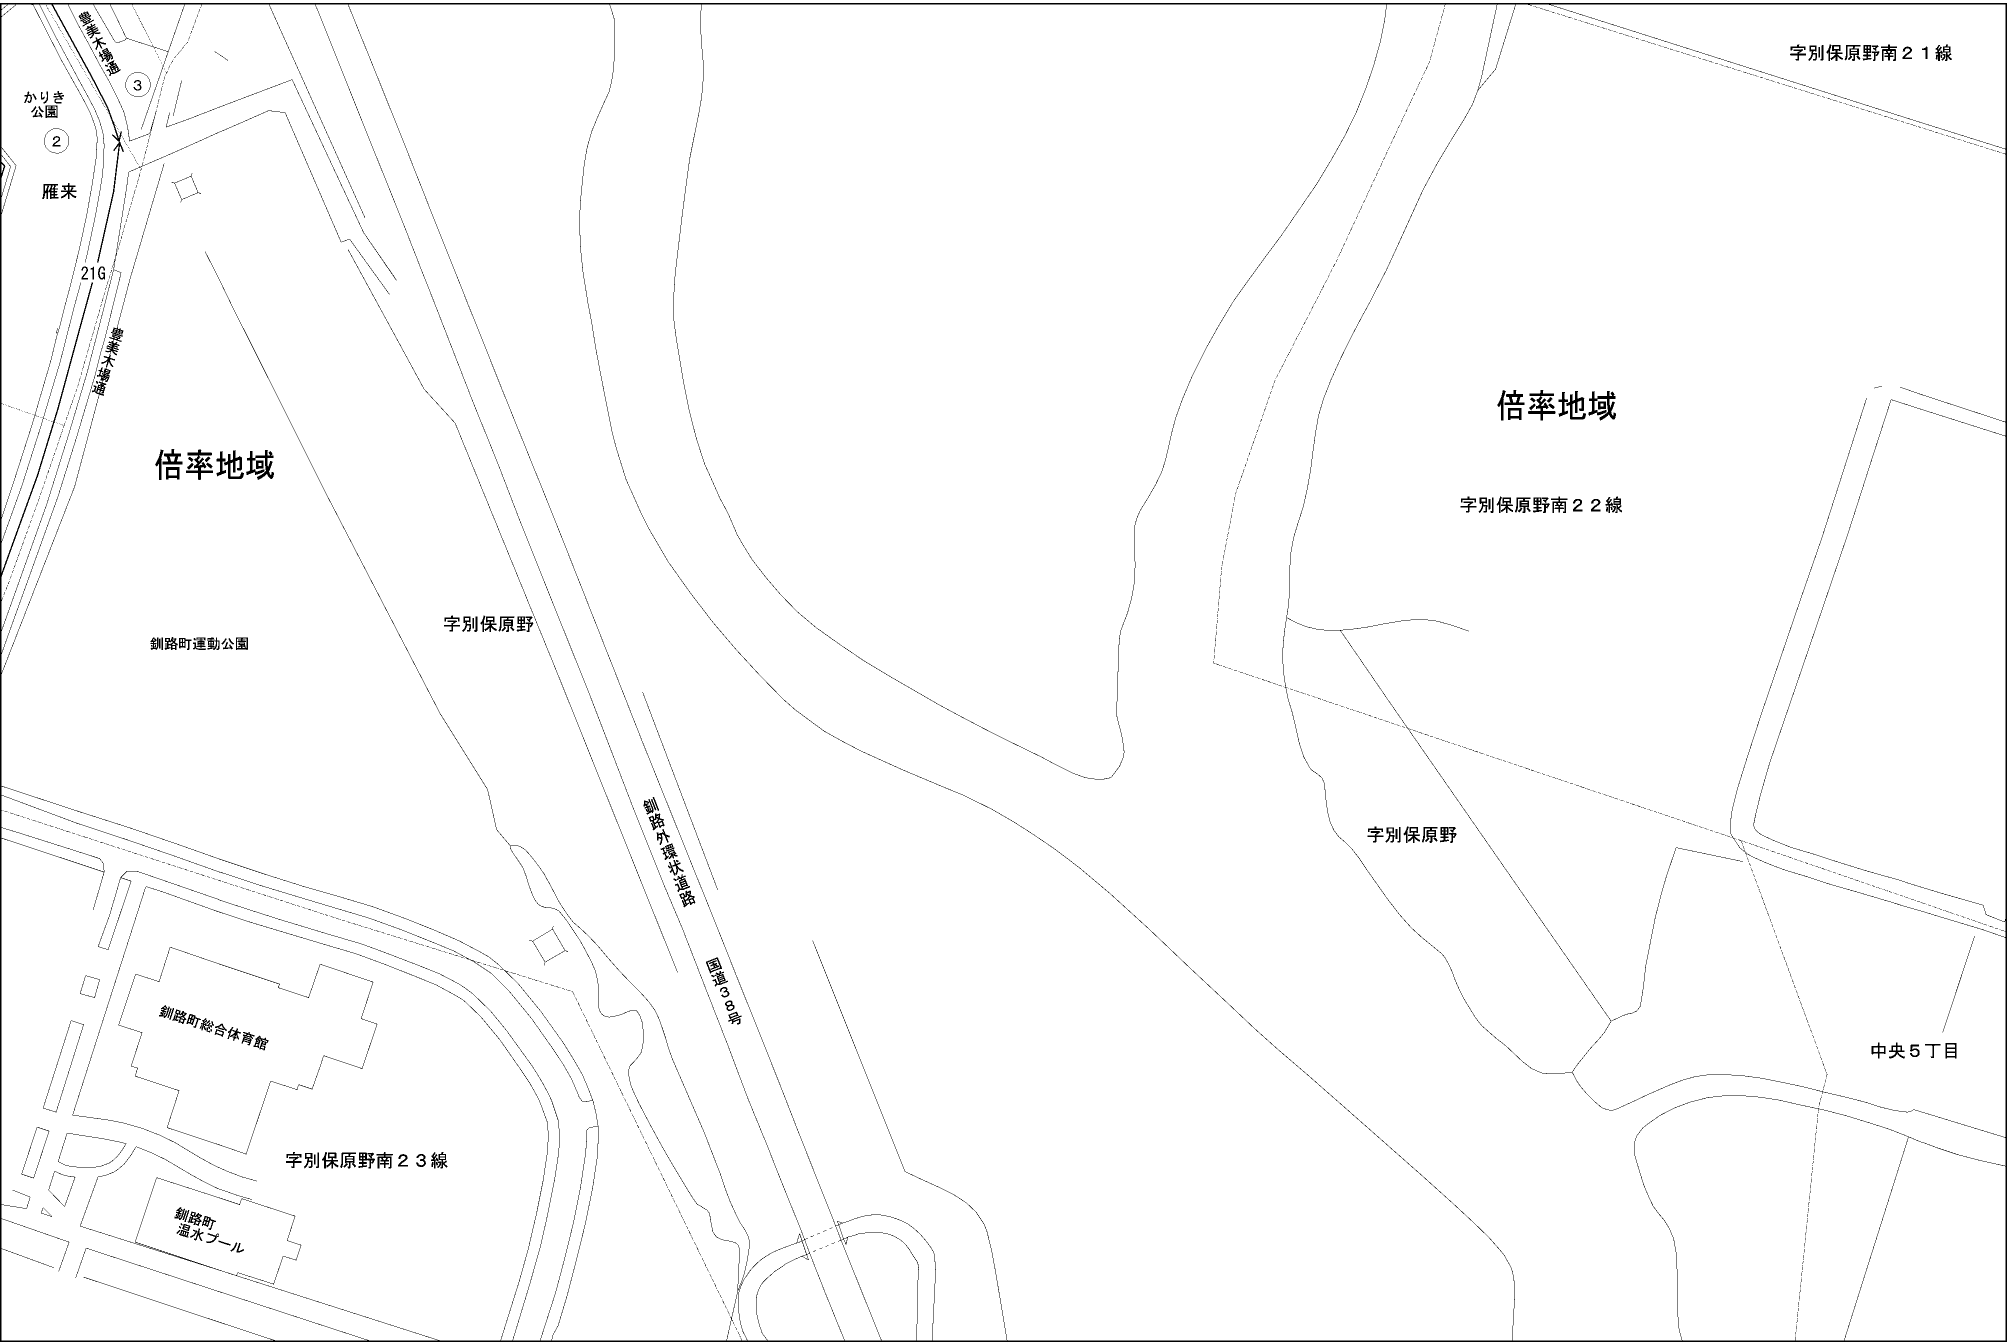 豊美木場通
③
字別保原野南２１線
かりき
公園
②
雁来
21G
豊美木場通
倍率地域
倍率地域
字別保原野南２２線
字別保原野
釧路町運動公園
釧路外環状道路
字別保原野
国道３８号
釧路町総合体育館
中央５丁目
字別保原野南２３線
釧路町
温水プール